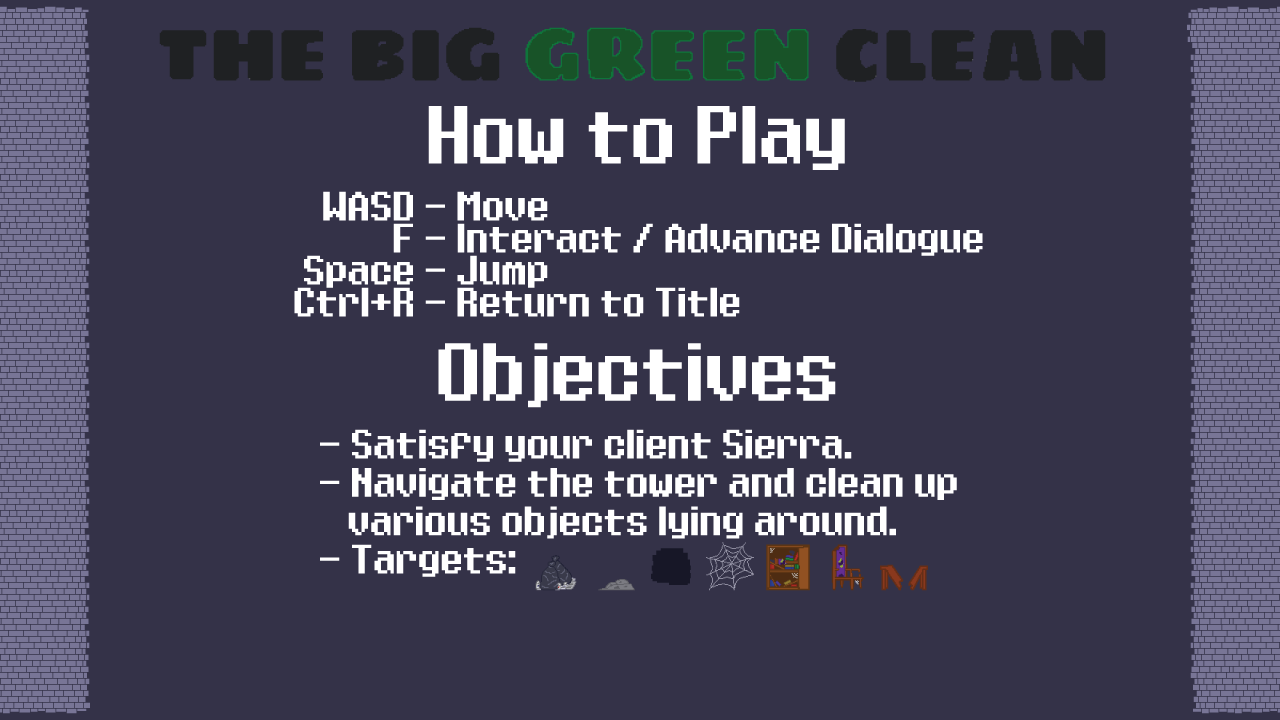 THE BIG GREEN CLEAN
How to Play
WASD - Move
F - Interact / Advance Dialogue
Space - Jump
Ctrl+R - Return to Title
Objectives
- Satisfy your client Sierra.
- Navigate the tower and clean up
various objects lying around.
- Targets: